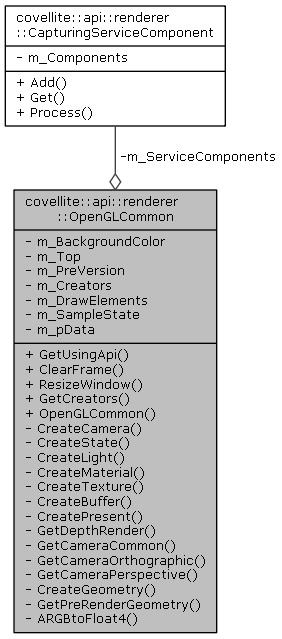 covellite::api::renderer
::CapturingServiceComponent
- m_Components
+ Add()
+ Get()
+ Process()
-m_ServiceComponents
covellite::api::renderer
::OpenGLCommon
- m_BackgroundColor
- m_Top
- m_PreVersion
- m_Creators
- m_DrawElements
- m_SampleState
- m_pData
+ GetUsingApi()
+ ClearFrame()
+ ResizeWindow()
+ GetCreators()
+ OpenGLCommon()
- CreateCamera()
- CreateState()
- CreateLight()
- CreateMaterial()
- CreateTexture()
- CreateBuffer()
- CreatePresent()
- GetDepthRender()
- GetCameraCommon()
- GetCameraOrthographic()
- GetCameraPerspective()
- CreateGeometry()
- GetPreRenderGeometry()
- ARGBtoFloat4()